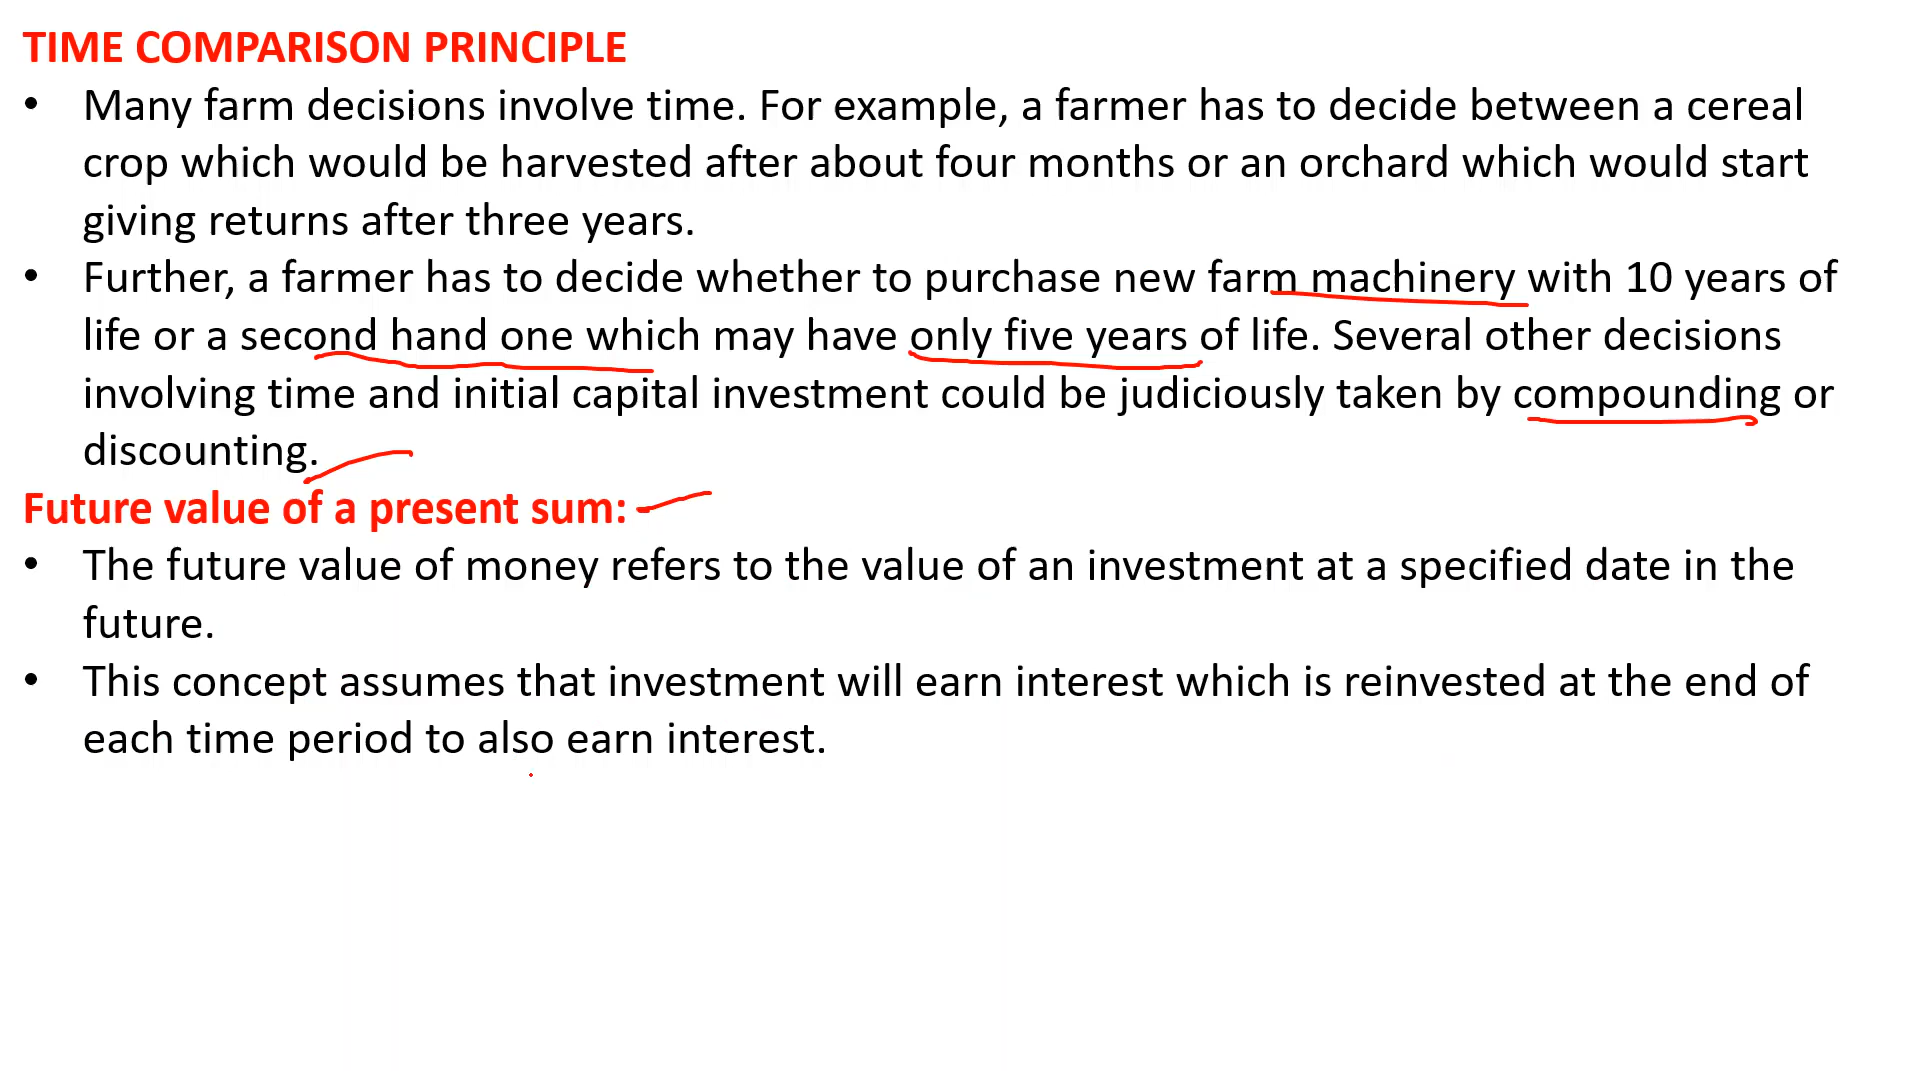 TIME COMPARISON PRINCIPLE
• Many farm decisions involve time. For example, a farmer has to decide between a cereal
crop which would be harvested after about four months or an orchard which would start
giving returns after three years.
• Further, a farmer has to decide whether to purchase new farm machinery with 10 years of
life or a second hand one which may have only five years of life. Several other decisions
involving time and initial capital investment could be judiciously taken by compounding or
discounting.
Future value of a present sum:
• The future value of money refers to the value of an investment at a specified date in the
future.
• This concept assumes that investment will earn interest which is reinvested at the end of
each time period to also earn interest.